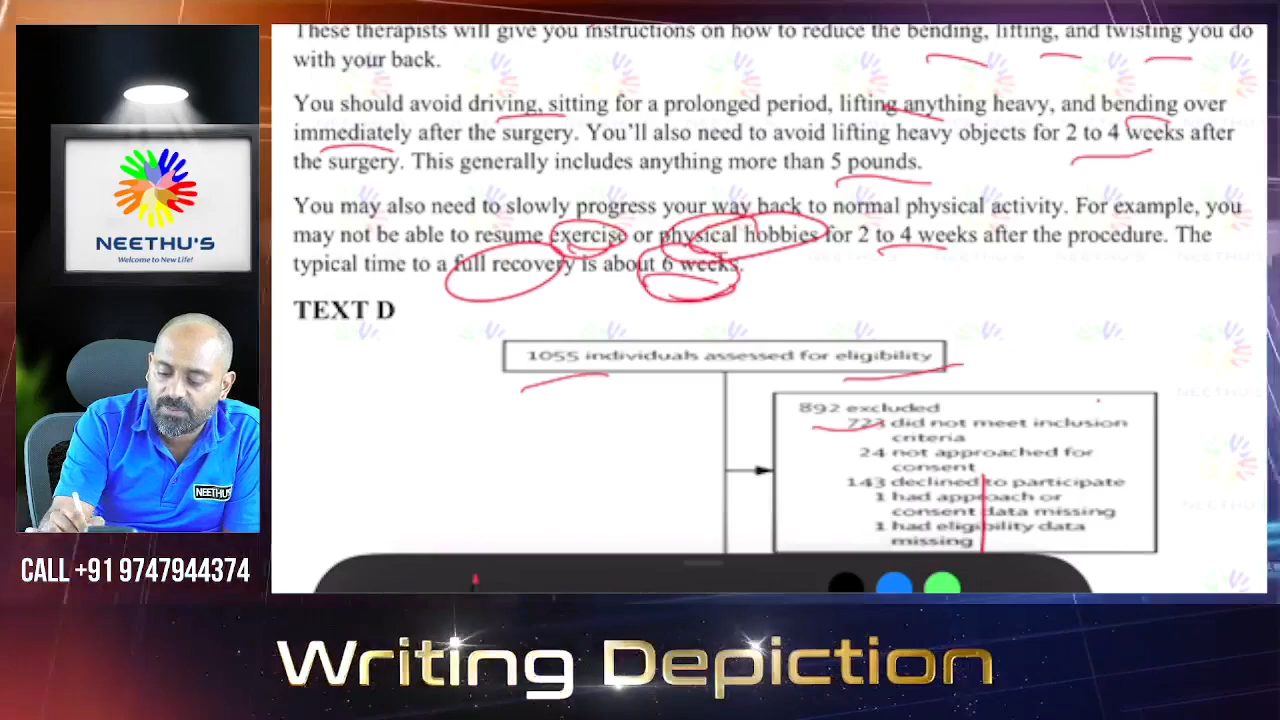 These therapists will give you instructions on how to reduce the bending, lifting, and twisting you do
with your back.
You should avoid driving, sitting for a prolonged period, lifting anything heavy, and bending over
immediately after the surgery. You'll also need to avoid lifting heavy objects for 2 to 4 weeks after
the surgery. This generally includes anything more than 5 pounds.
You may also need to slowly progress your way back to normal physical activity. For example, you
may not be able to resume exercise or physical hobbies for 2 to 4 weeks after the procedure. The
typical time to a full recovery is about 6 weeks.
TEXT D
1055 individuals assessed for eligibility
892 excluded
723 did not meet inclusion
criteria
24 not approached for
consent
143 declined to participate
1 had approach or
consent data missing
1 had eligibility data
missing
NEETHU'S
Welcome to New Life!
NEETHU'S
CALL +91 9747944374
Writing Depiction